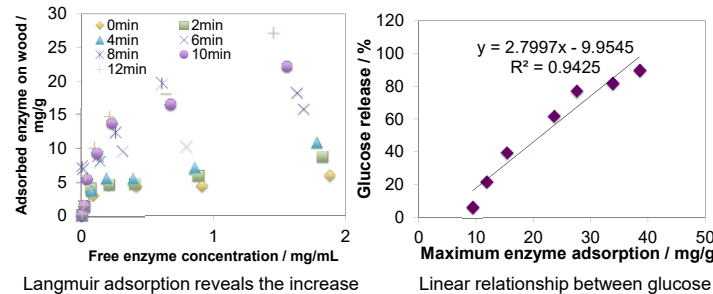 30
25
20
15
10
5
0
Adsorbed enzyme on wood /
mg/g
0min
2min
4min
6min
8min
10min
12min
0
1
2
Free enzyme concentration / mg/mL
Langmuir adsorption reveals the increase
120
100
80
60
40
20
0
Glucose release / %
y = 2.7997x - 9.9545
R² = 0.9425
0
10
20
30
40
50
Maximum enzyme adsorption / mg/g
Linear relationship between glucose